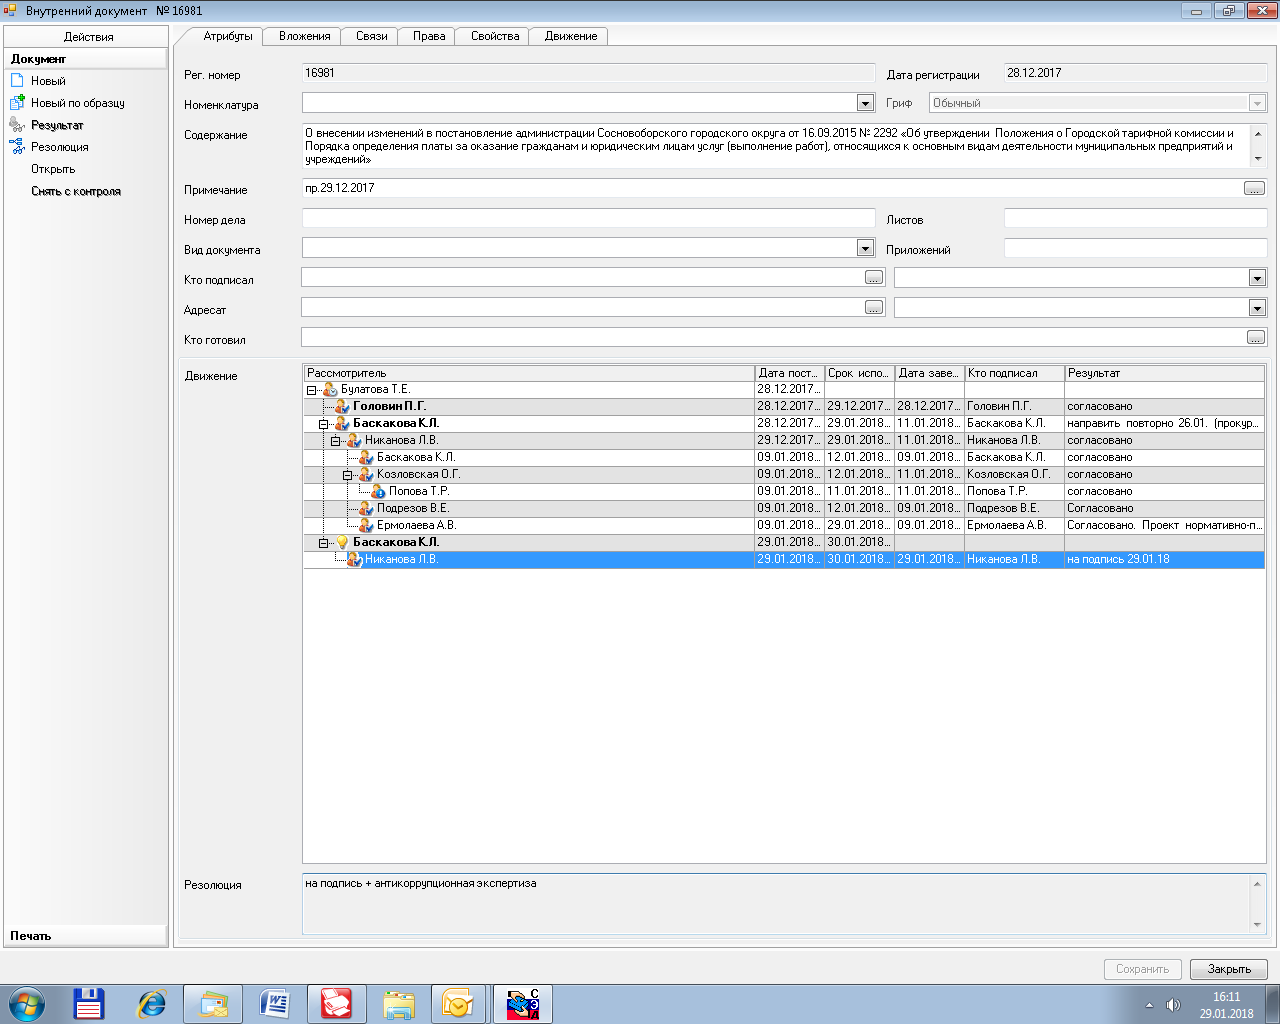 Внутренний документ № 16981
Действия
Документ
Новый
Новый по образцу
Результат
Резолюция
Открыть
Снять с контроля
Печать
Атрибуты Вложения Связи Права Свойства Движение
Рег. номер 16981 Дата регистрации 28.12.2017
Номенклатура Гриф Обычный
Содержание О внесении изменений в постановление администрации Сосновоборского городского округа от 16.09.2015 № 2292 «Об утверждении Положения о Городской тарифной комиссии и
Порядка определения платы за оказание гражданам и юридическим лицам услуг (выполнение работ), относящихся к основным видам деятельности муниципальных предприятий и
учреждений»
Примечание пр.29.12.2017 ...
Номер дела Листов
Вид документа Приложений
Кто подписал ...
Адресат ...
Кто готовил ...
Движение
Рассмотритель Дата пост... Срок испо... Дата заве... Кто подписал Результат
Булатова Т.Е. 28.12.2017...
Головин П.Г. 28.12.2017... 29.12.2017... 28.12.2017... Головин П.Г. согласовано
Баскакова К.Л. 28.12.2017... 29.01.2018... 11.01.2018... Баскакова К.Л. направить повторно 26.01. (прокур...
Никанова Л.В. 29.12.2017... 29.01.2018... 11.01.2018... Никанова Л.В. согласовано
Баскакова К.Л. 09.01.2018... 12.01.2018... 09.01.2018... Баскакова К.Л. согласовано
Козловская О.Г. 09.01.2018... 12.01.2018... 11.01.2018... Козловская О.Г. согласовано
Попова Т.Р. 09.01.2018... 11.01.2018... 11.01.2018... Попова Т.Р. согласовано
Подрезов В.Е. 09.01.2018... 12.01.2018... 09.01.2018... Подрезов В.Е. Согласовано
Ермолаева А.В. 09.01.2018... 29.01.2018... 09.01.2018... Ермолаева А.В. Согласовано. Проект нормативно-п...
Баскакова К.Л. 29.01.2018... 30.01.2018...
Никанова Л.В. 29.01.2018... 30.01.2018... 29.01.2018... Никанова Л.В. на подпись 29.01.18
Резолюция на подпись + антикоррупционная экспертиза
Сохранить Закрыть
СЭД
16:11
29.01.2018